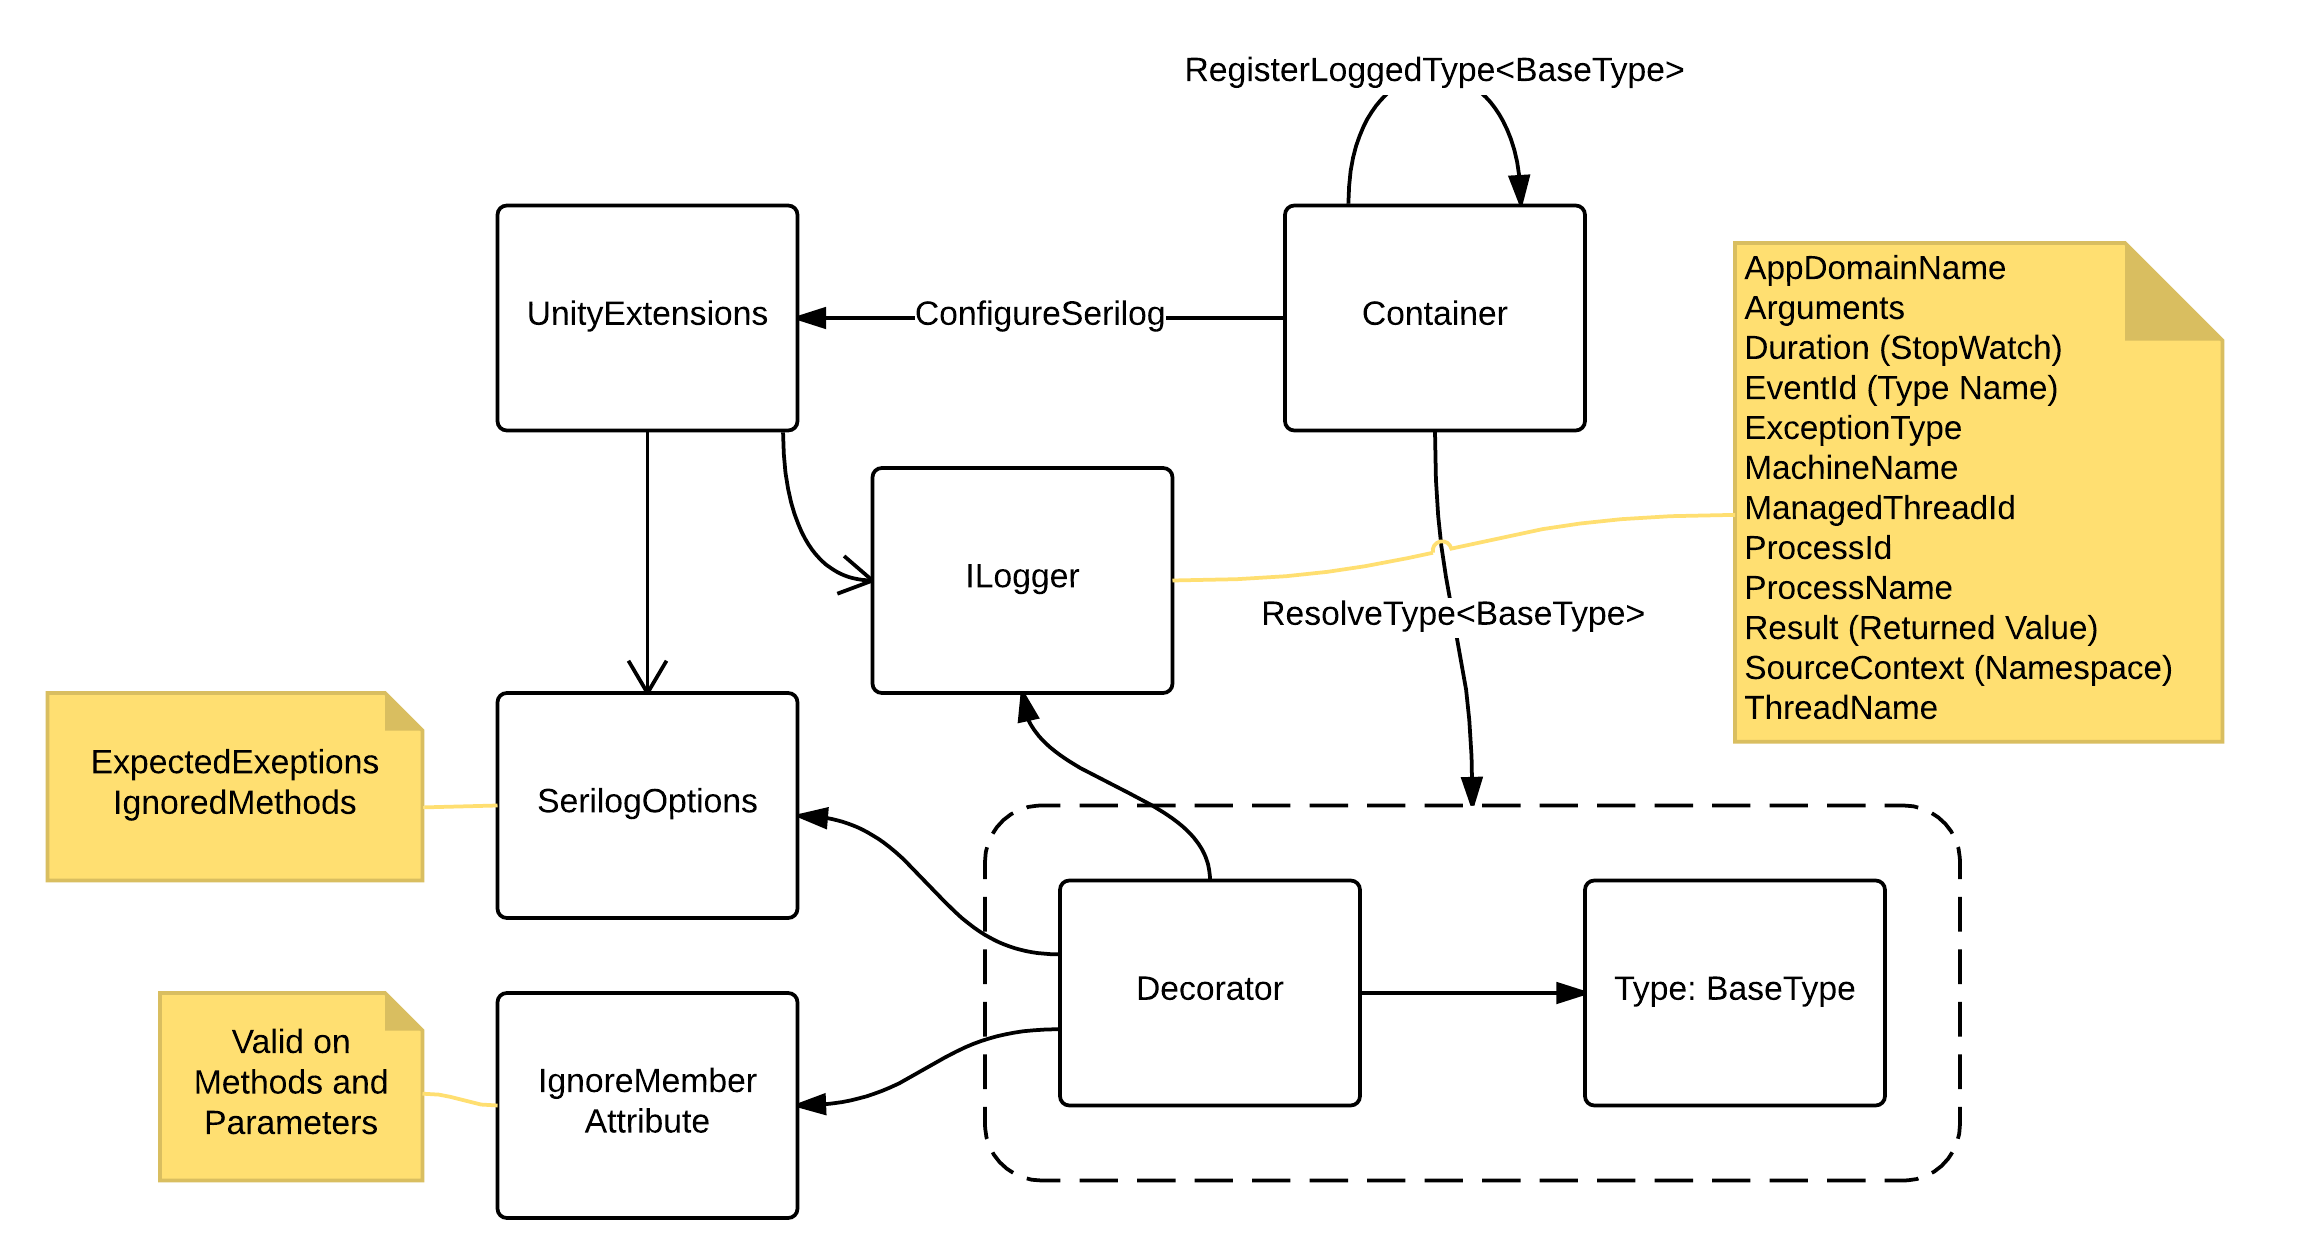 RegisterLoggedType<BaseType>
UnityExtensions
ConfigureSerilog
Container
AppDomainName
Arguments
Duration (StopWatch)
EventId (Type Name)
ExceptionType
MachineName
ManagedThreadId
ProcessId
ProcessName
Result (Returned Value)
SourceContext (Namespace)
ThreadName
ILogger
ResolveType<BaseType>
ExpectedExeptions
IgnoredMethods
SerilogOptions
Decorator
Type: BaseType
Valid on
Methods and
Parameters
IgnoreMember
Attribute